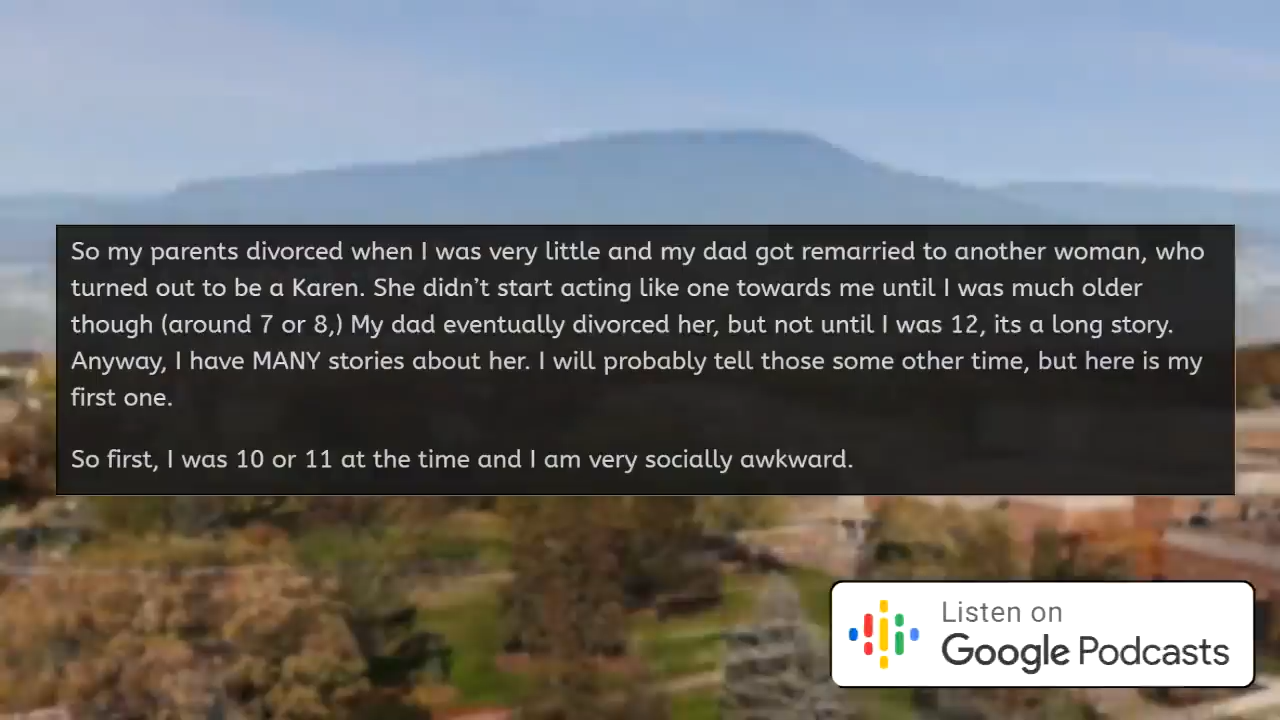 So my parents divorced when I was very little and my dad got remarried to another woman, who
turned out to be a Karen. She didn’t start acting like one towards me until I was much older
though (around 7 or 8,) My dad eventually divorced her, but not until I was 12, its a long story.
Anyway, I have MANY stories about her. I will probably tell those some other time, but here is my
first one.
So first, I was 10 or 11 at the time and I am very socially awkward.
Listen on
Google Podcasts